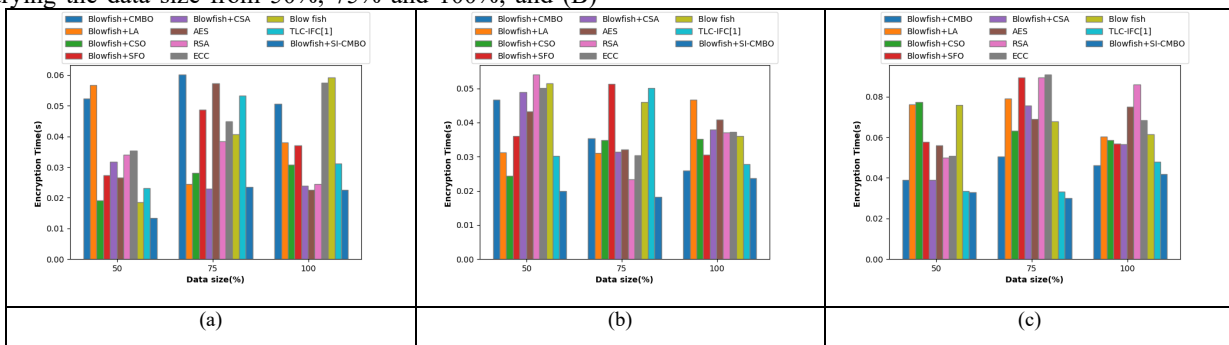 rying the data size from 50%, 75% and 100%, and (B)
Blowfish+CMBO Blowfish+CSA Blow fish
Blowfish+LA AES TLC-IFC[1]
Blowfish+CSO RSA Blowfish+SI-CMBO
Blowfish+SFO ECC
0.06
0.05
0.04
0.03
0.02
0.01
0.00
Encryption Time(s)
50 75 100
Data size(%)
Blowfish+CMBO Blowfish+CSA Blow fish
Blowfish+LA AES TLC-IFC[1]
Blowfish+CSO RSA Blowfish+SI-CMBO
Blowfish+SFO ECC
0.05
0.04
0.03
0.02
0.01
0.00
Encryption Time(s)
50 75 100
Data size(%)
Blowfish+CMBO Blowfish+CSA Blow fish
Blowfish+LA AES TLC-IFC[1]
Blowfish+CSO RSA Blowfish+SI-CMBO
Blowfish+SFO ECC
0.08
0.06
0.04
0.02
0.00
Encryption Time(s)
50 75 100
Data size(%)
(a) (b) (c)